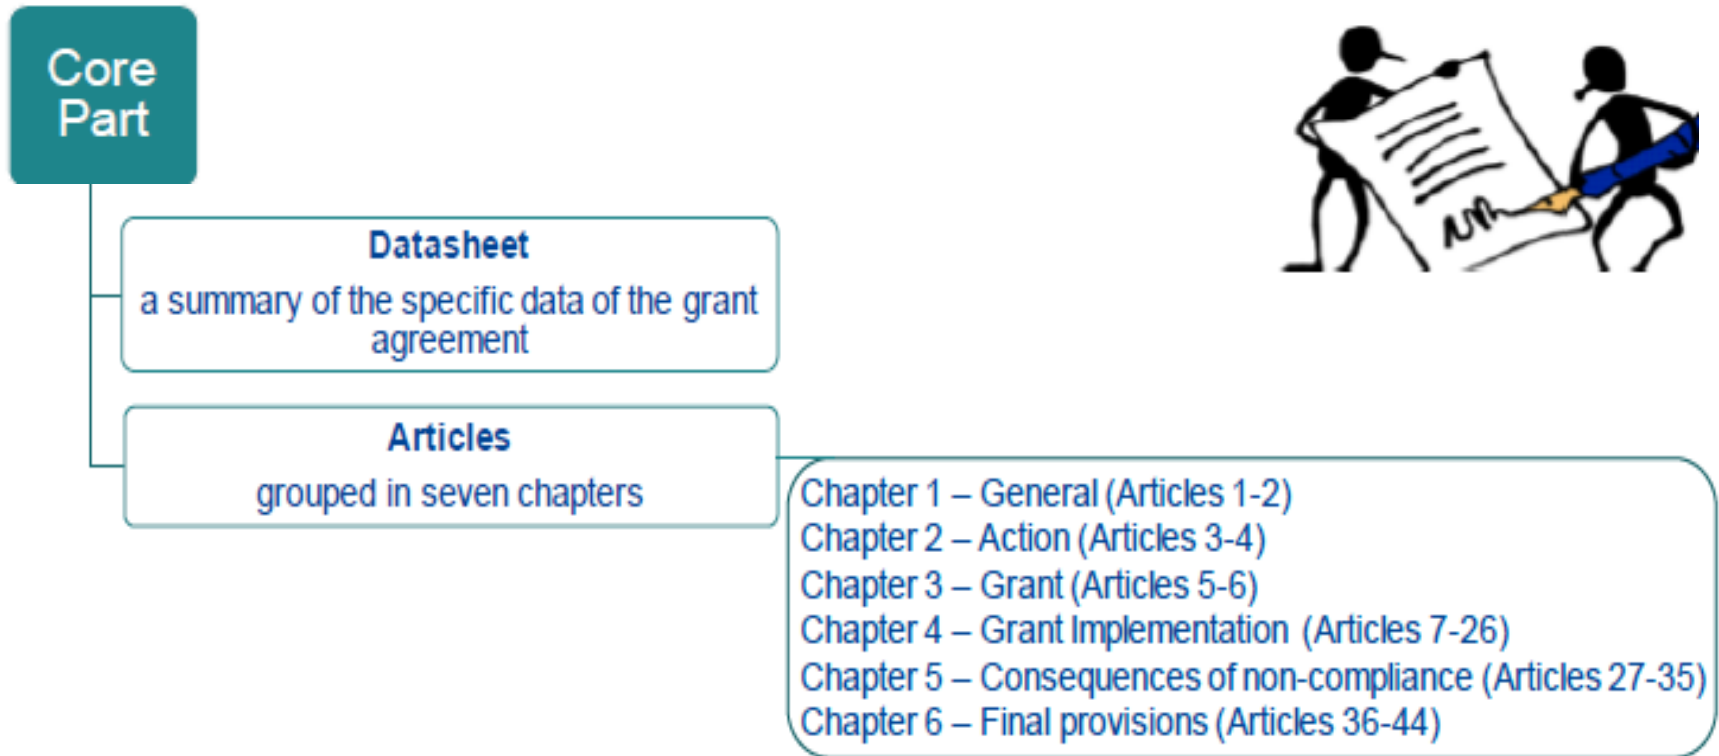 Core
Part
Datasheet
a summary of the specific data of the grant
agreement
Articles
grouped in seven chapters
Chapter 1 – General (Articles 1-2)
Chapter 2 – Action (Articles 3-4)
Chapter 3 – Grant (Articles 5-6)
Chapter 4 – Grant Implementation (Articles 7-26)
Chapter 5 – Consequences of non-compliance (Articles 27-35)
Chapter 6 – Final provisions (Articles 36-44)